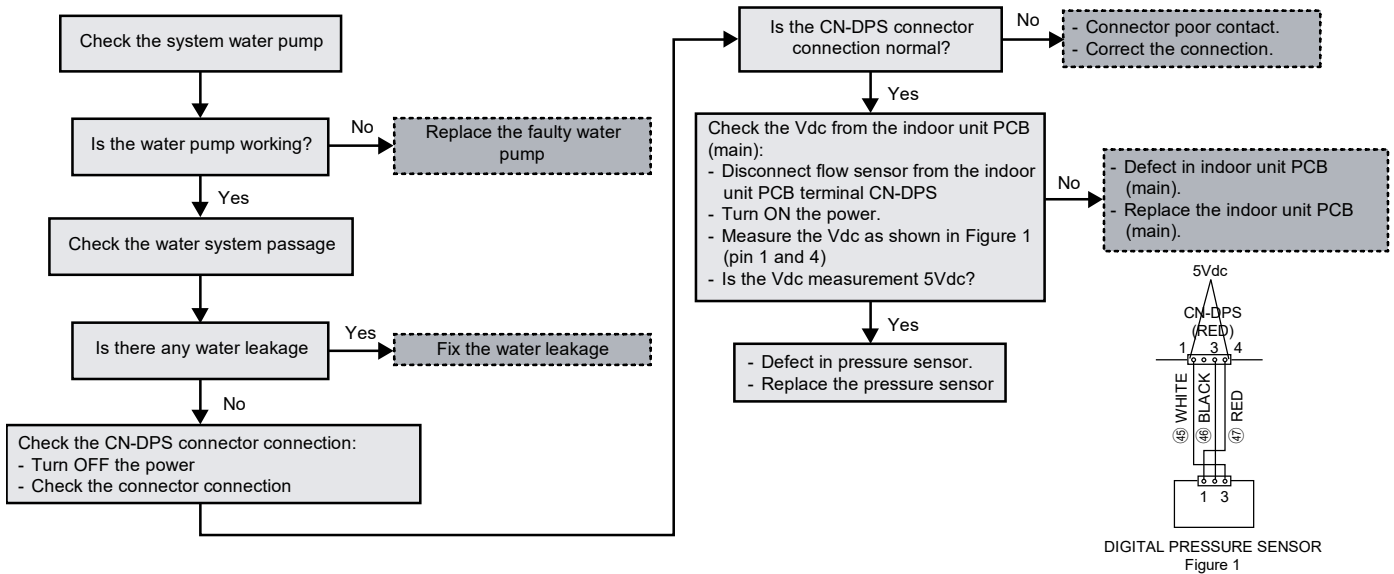 Check the system water pump
Is the water pump working?
No
Replace the faulty water
pump
Yes
Check the water system passage
Is there any water leakage
Yes
Fix the water leakage
No
Check the CN-DPS connector connection:
- Turn OFF the power
- Check the connector connection
Is the CN-DPS connector
connection normal?
No
- Connector poor contact.
- Correct the connection.
Yes
Check the Vdc from the indoor unit PCB
(main):
- Disconnect flow sensor from the indoor
unit PCB terminal CN-DPS
- Turn ON the power.
- Measure the Vdc as shown in Figure 1
(pin 1 and 4)
- Is the Vdc measurement 5Vdc?
No
- Defect in indoor unit PCB
(main).
- Replace the indoor unit PCB
(main).
Yes
- Defect in pressure sensor.
- Replace the pressure sensor
5Vdc
CN-DPS
(RED)
1 3 4
㊺ WHITE
㊻ BLACK
㊼ RED
1 3
DIGITAL PRESSURE SENSOR
Figure 1